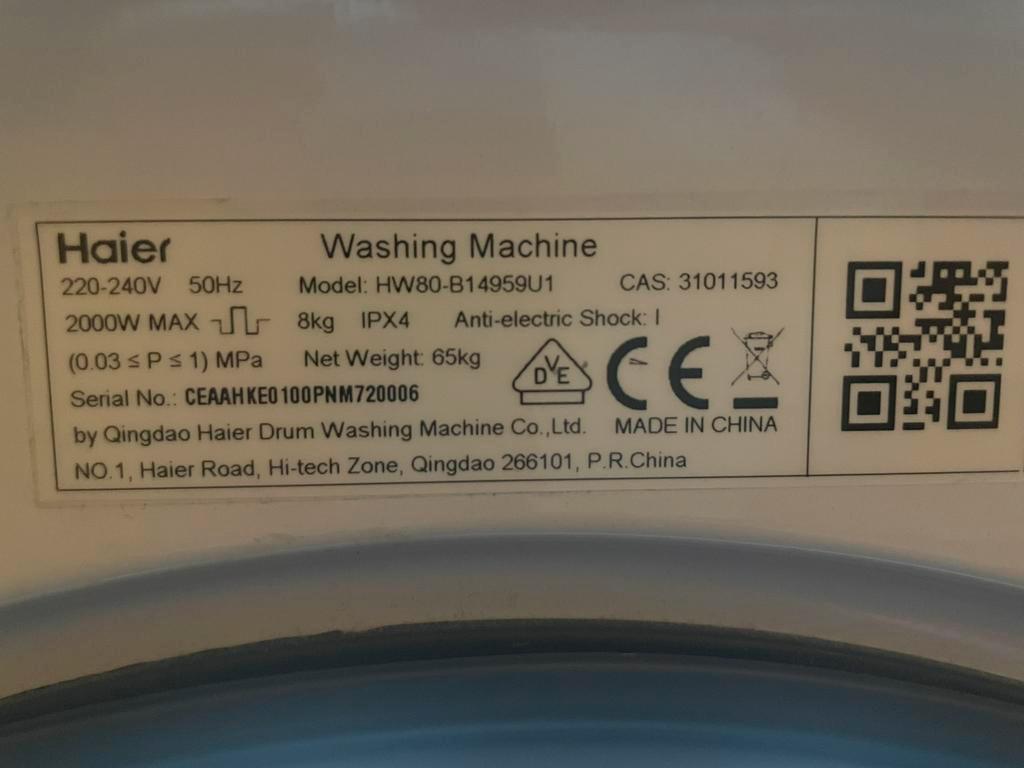 Haier Washing Machine
220-240V 50Hz Model: HW80-B14959U1 CAS: 31011593
2000W MAX 8kg IPX4 Anti-electric Shock: I
(0.03 ≤ P ≤ 1) MPa Net Weight: 65kg DVE CE
Serial No.: CEAAHKE0100PNM720006
by Qingdao Haier Drum Washing Machine Co.,Ltd. MADE IN CHINA
NO.1, Haier Road, Hi-tech Zone, Qingdao 266101, P.R.China